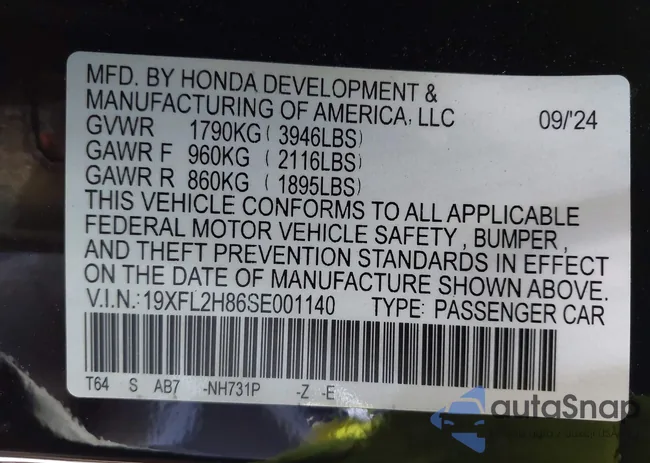 MFD. BY HONDA DEVELOPMENT &
MANUFACTURING OF AMERICA, LLC 09/'24
GVWR 1790KG ( 3946LBS)
GAWR F 960KG ( 2116LBS)
GAWR R 860KG ( 1895LBS)
THIS VEHICLE CONFORMS TO ALL APPLICABLE
FEDERAL MOTOR VEHICLE SAFETY , BUMPER ,
AND THEFT PREVENTION STANDARDS IN EFFECT
ON THE DATE OF MANUFACTURE SHOWN ABOVE.
V.I.N.:19XFL2H86SE001140 TYPE: PASSENGER CAR
T64 S AB7 -NH731P -Z -E
autaSnap